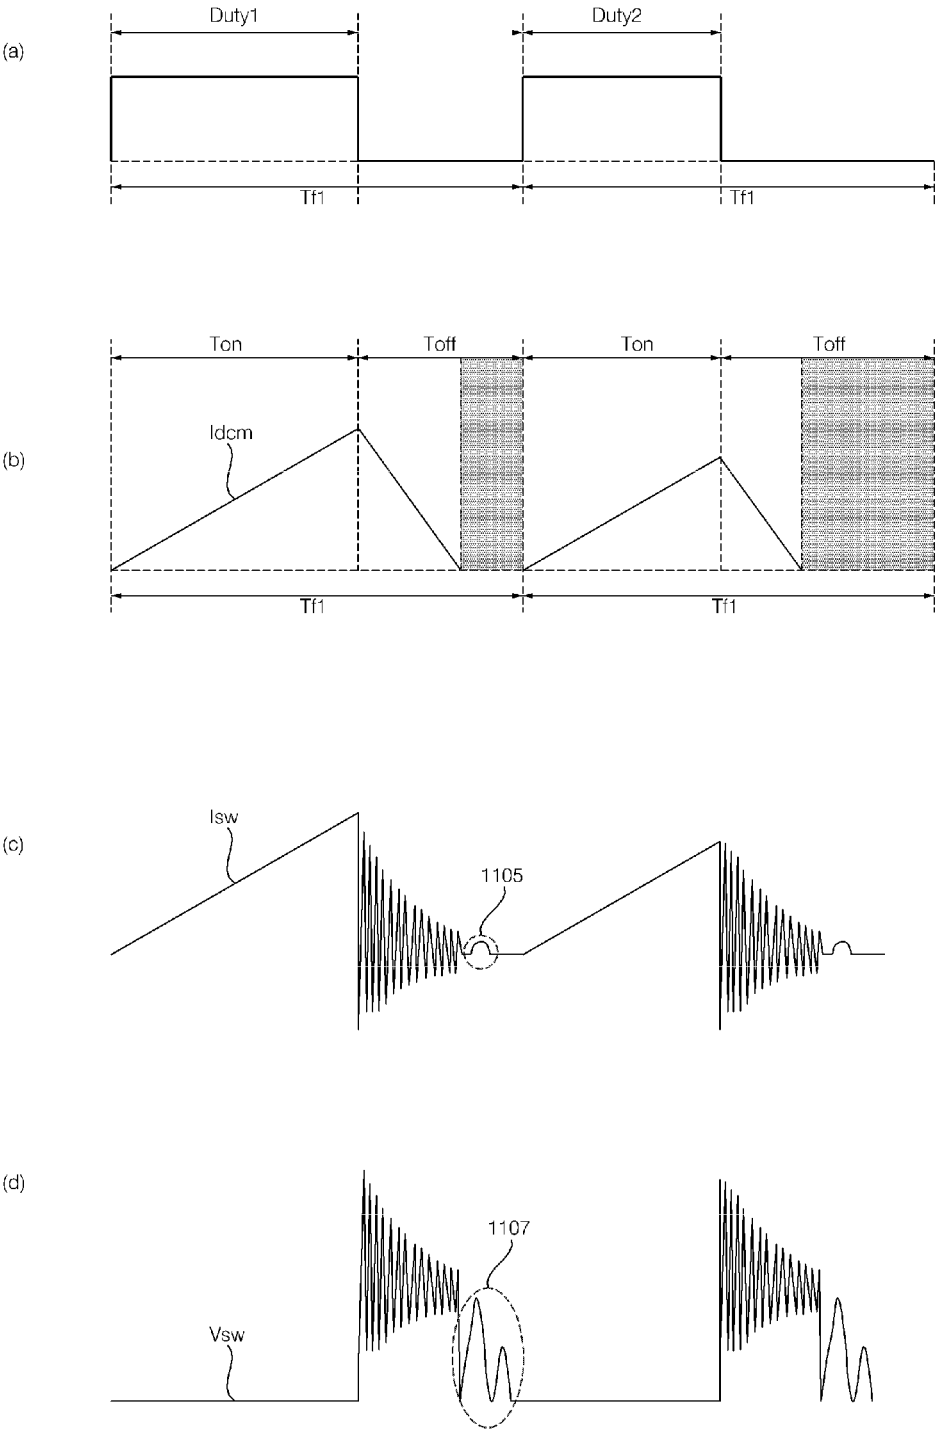 Duty1 Duty2
(a)
Tf1 Tf1
Ton Toff Ton Toff
Idcm
(b)
Tf1 Tf1
Isw
(c)
1105
(d)
1107
Vsw